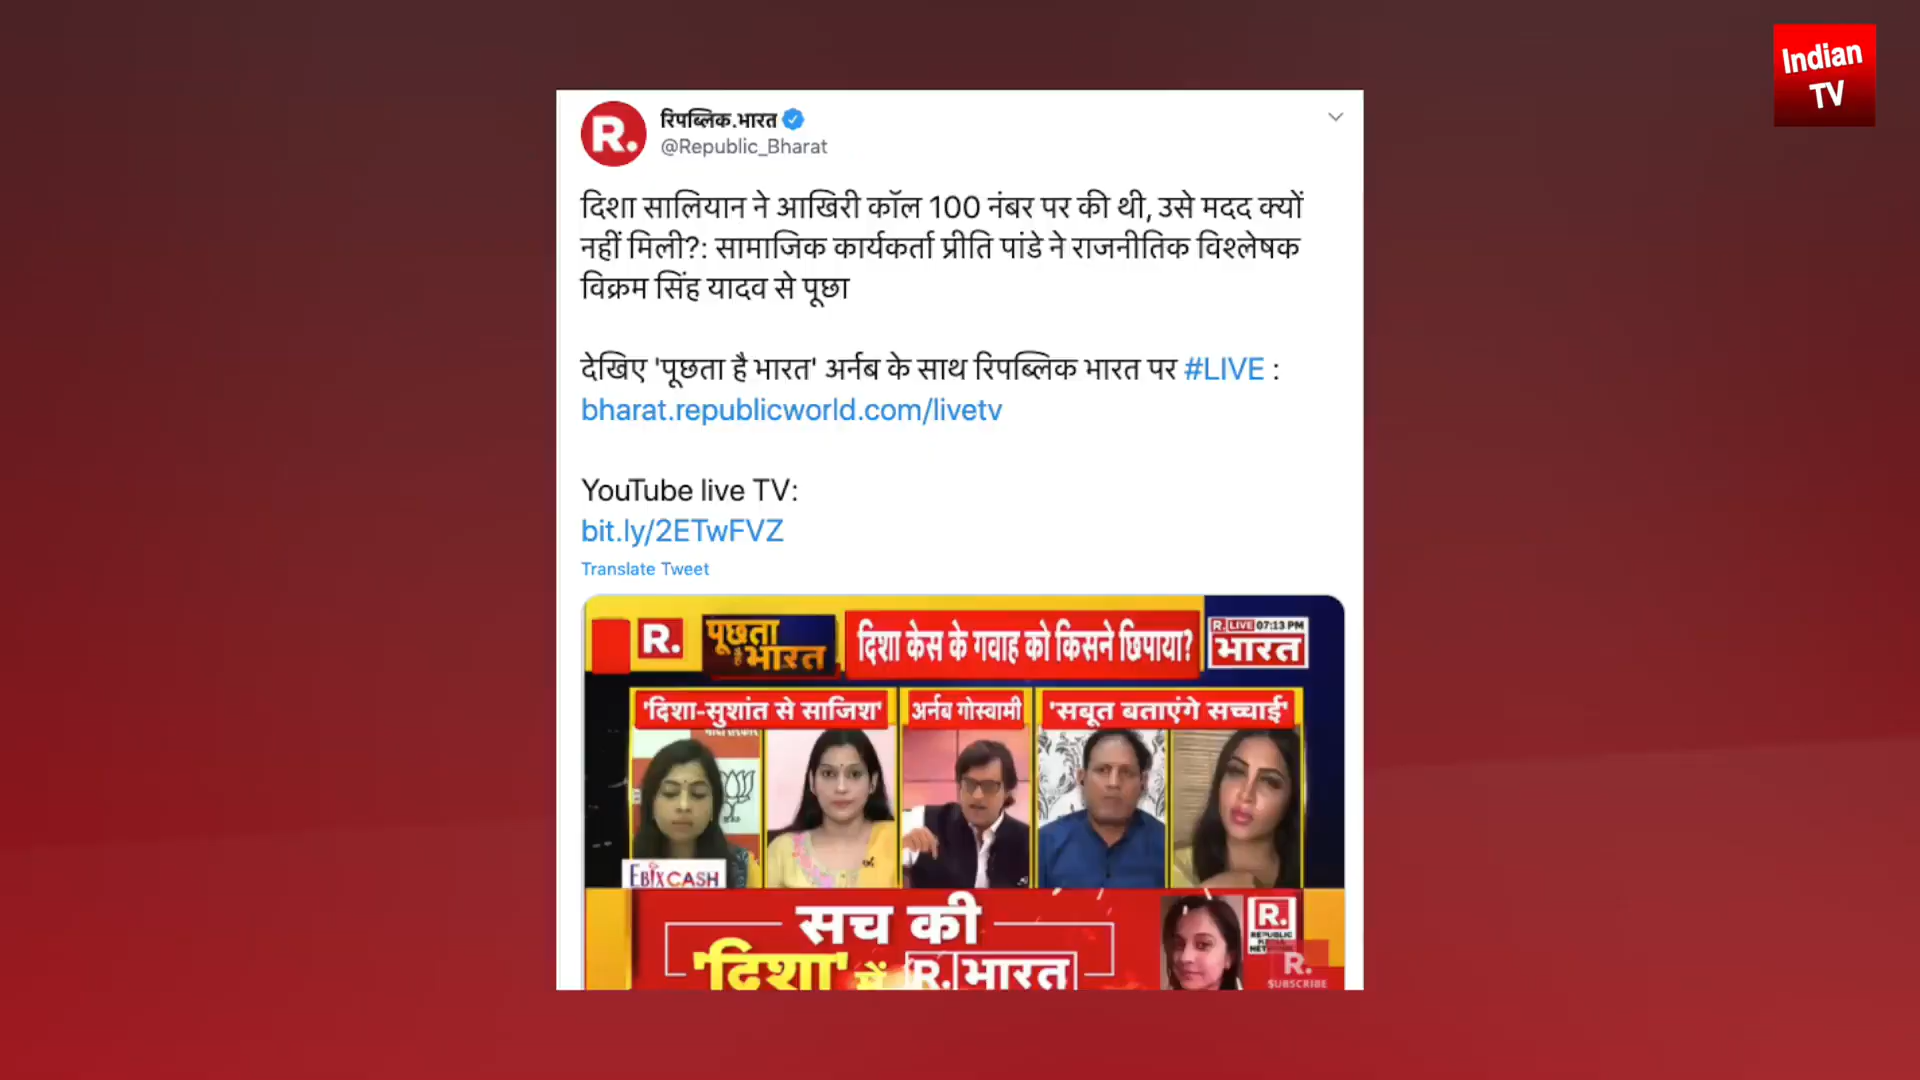 Indian
TV
R.
रिपब्लिक.भारत
@Republic_Bharat
दिशा सालियान ने आखिरी कॉल 100 नंबर पर की थी, उसे मदद क्यों
नहीं मिली?: सामाजिक कार्यकर्ता प्रीति पांडे ने राजनीतिक विश्लेषक
विक्रम सिंह यादव से पूछा
देखिए 'पूछता है भारत' अर्नब के साथ रिपब्लिक भारत पर #LIVE :
bharat.republicworld.com/livetv
YouTube live TV:
bit.ly/2ETwFVZ
Translate Tweet
R.
पूछता
है भारत
दिशा केस के गवाह को किसने छिपाया?
R. LIVE 07:13 PM
भारत
'दिशा-सुशांत से साजिश'
अर्नब गोस्वामी
'सबूत बताएंगे सच्चाई'
EBIXCASH
सच की
'दिशा' में R. भारत
R.
REPUBLIC
R.
SUBSCRIBE